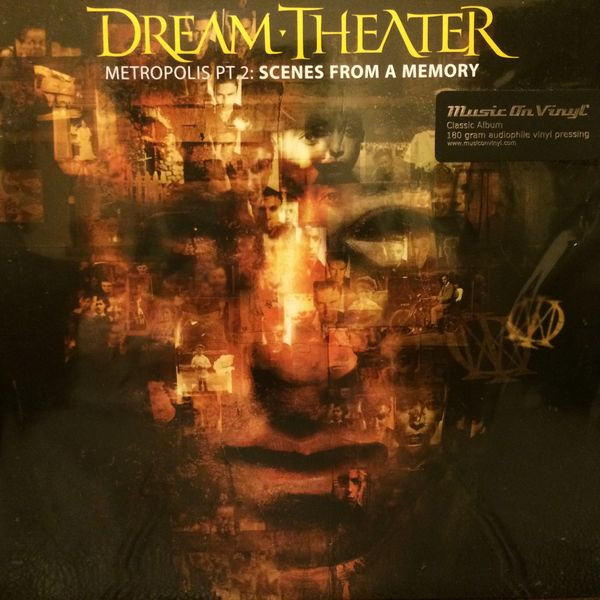 DREAM·THEATER
METROPOLIS PT.2: SCENES FROM A MEMORY
Music On Vinyl
Classic Album
180 gram audiophile vinyl pressing
www.musiconvinyl.com